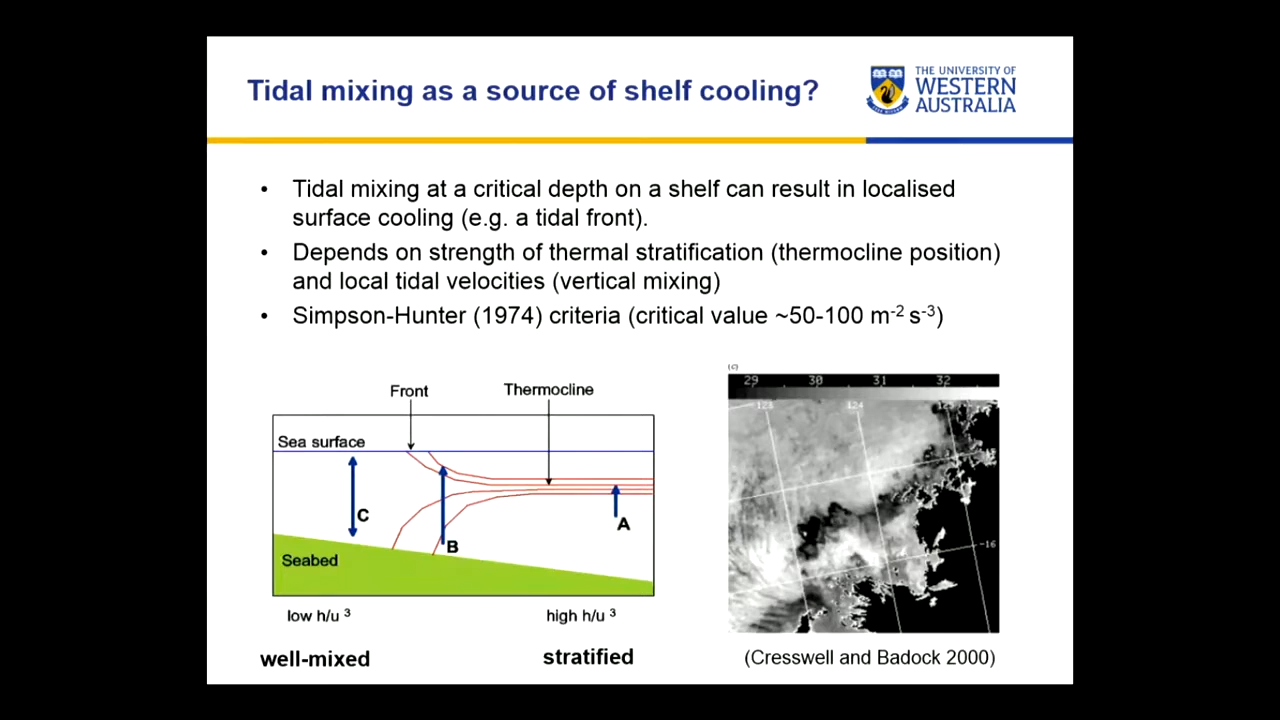 Tidal mixing as a source of shelf cooling?
THE UNIVERSITY OF
WESTERN
AUSTRALIA
• Tidal mixing at a critical depth on a shelf can result in localised
surface cooling (e.g. a tidal front).
• Depends on strength of thermal stratification (thermocline position)
and local tidal velocities (vertical mixing)
• Simpson-Hunter (1974) criteria (critical value ~50-100 m⁻² s⁻³)
Front
Thermocline
Sea surface
C
B
A
Seabed
low h/u ³
high h/u ³
well-mixed
stratified
(c)
29 30 31 32
123 124
-16
(Cresswell and Badock 2000)